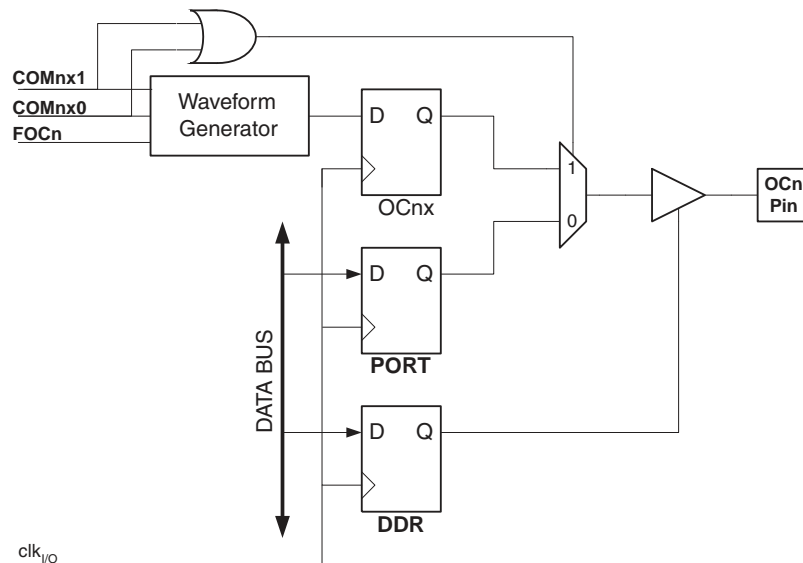 COMnx1
COMnx0
FOCn
Waveform
Generator
D Q
OCnx
1
0
OCn
Pin
D Q
PORT
DATA BUS
D Q
DDR
clkI/O